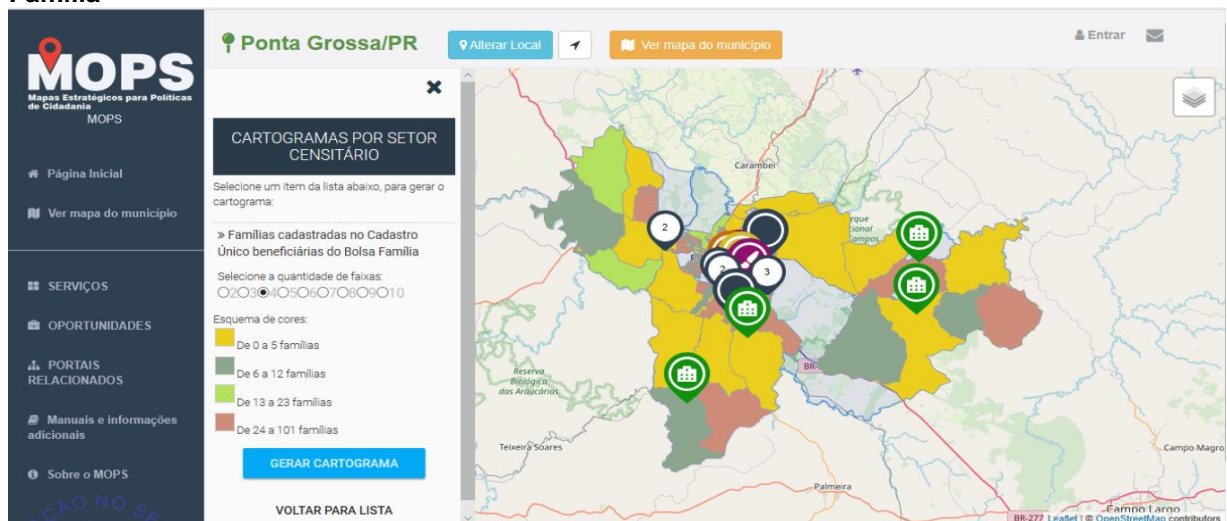 Família
MOPS
Mapas Estratégicos para Políticas
de Cidadania
MOPS
Página Inicial
Ver mapa do município
SERVIÇOS
OPORTUNIDADES
PORTAIS
RELACIONADOS
Manuais e informações
adicionais
Sobre o MOPS
Ponta Grossa/PR
Alterar Local
Ver mapa do município
Entrar
CARTOGRAMAS POR SETOR
CENSITÁRIO
Selecione um item da lista abaixo, para gerar o
cartograma:
» Famílias cadastradas no Cadastro
Único beneficiárias do Bolsa Família
Selecione a quantidade de faixas:
2 3 4 5 6 7 8 9 10
Esquema de cores:
De 0 a 5 famílias
De 6 a 12 famílias
De 13 a 23 famílias
De 24 a 101 famílias
GERAR CARTOGRAMA
VOLTAR PARA LISTA
Carambeí
2
2
3
Reserva
Biológica
das Araucárias
BR-
Teixeira Soares
Palmeira
Campo Magro
Campo Largo
BR-277
Leaflet | © OpenStreetMap contributors